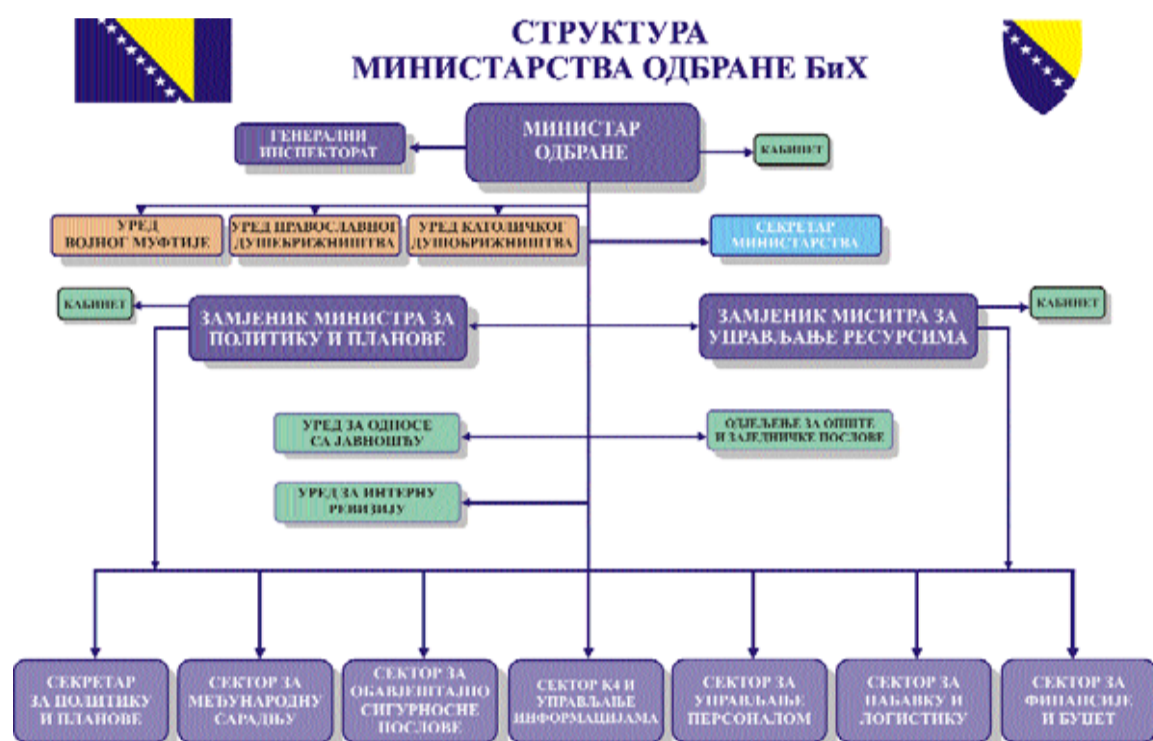 СТРУКТУРА
МИНИСТАРСТВА ОДБРАНЕ БиХ
ГЕНЕРАЛНИ
ИНСПЕКТОРАТ
МИНИСТАР
ОДБРАНЕ
КАБИНЕТ
УРЕД
ВОЈНОГ МУФТИЈЕ
УРЕД ПРАВОСЛАВНОГ
ДУШЕБРИЖНИШТВА
УРЕД КАТОЛИЧКОГ
ДУШОБРИЖНИШТВА
СЕКРЕТАР
МИНИСТАРСТВА
КАБИНЕТ
ЗАМЈЕНИК МИНИСТРА ЗА
ПОЛИТИКУ И ПЛАНОВЕ
ЗАМЈЕНИК МИСИТРА ЗА
УПРАВЉАЊЕ РЕСУРСИМА
КАБИНЕТ
УРЕД ЗА ОДНОСЕ
СА ЈАВНОШЋУ
ОДЈЕЉЕЊЕ ЗА ОПШТЕ
И ЗАЈЕДНИЧКЕ ПОСЛОВЕ
УРЕД ЗА ИНТЕРНУ
РЕВИЗИЈУ
СЕКРЕТАР
ЗА ПОЛИТИКУ
И ПЛАНОВЕ
СЕКТОР ЗА
МЕЂУНАРОДНУ
САРАДЊУ
СЕКТОР ЗА
ОБАВЈЕШТАЈНО
СИГУРНОСНЕ
ПОСЛОВЕ
СЕКТОР К4 И
УПРАВЉАЊЕ
ИНФОРМАЦИЈАМА
СЕКТОР ЗА
УПРАВЉАЊЕ
ПЕРСОНАЛОМ
СЕКТОР ЗА
НАБАВКУ И
ЛОГИСТИКУ
СЕКТОР ЗА
ФИНАНСИЈЕ
И БУЏЕТ